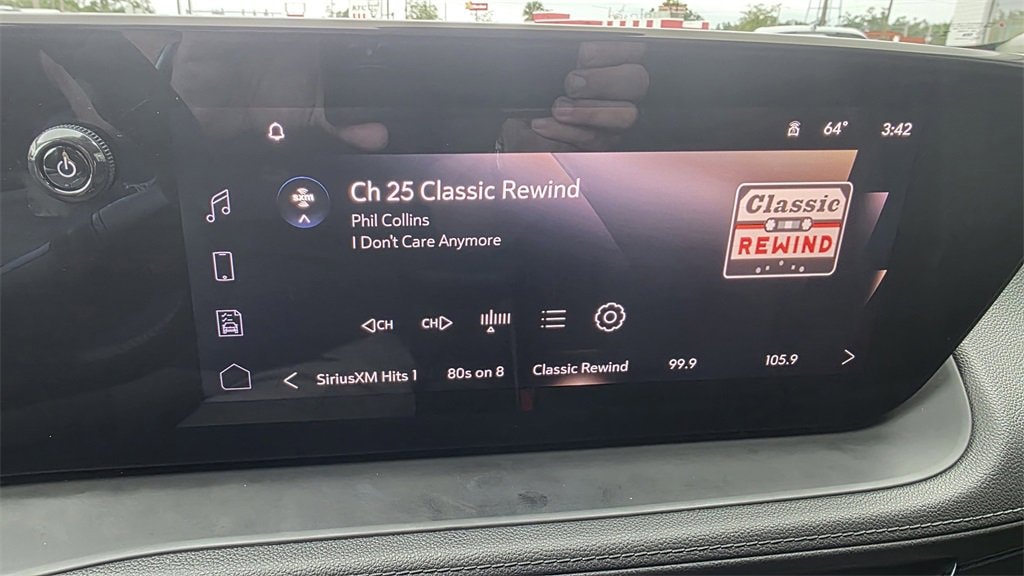 64° 3:42
sxm
Ch 25 Classic Rewind
Phil Collins
I Don't Care Anymore
Classic
REWIND
CH CH
SiriusXM Hits 1 80s on 8 Classic Rewind 99.9 105.9